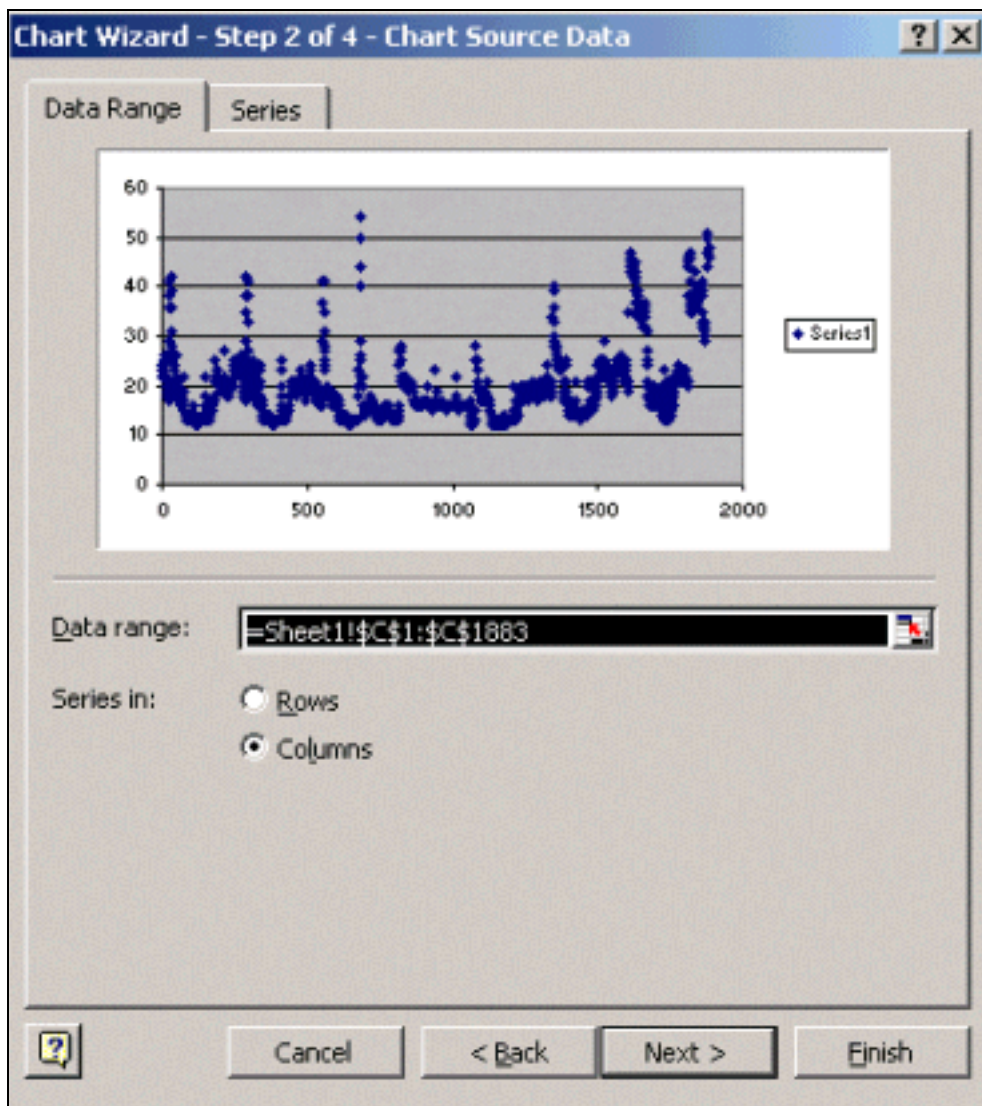 Chart Wizard - Step 2 of 4 - Chart Source Data
Data Range
Series
60
50
40
30
20
10
0
0 500 1000 1500 2000
Series1
Data range:
=Sheet1!$C$1:$C$1883
Series in:
Rows
Columns
Cancel
< Back
Next >
Finish